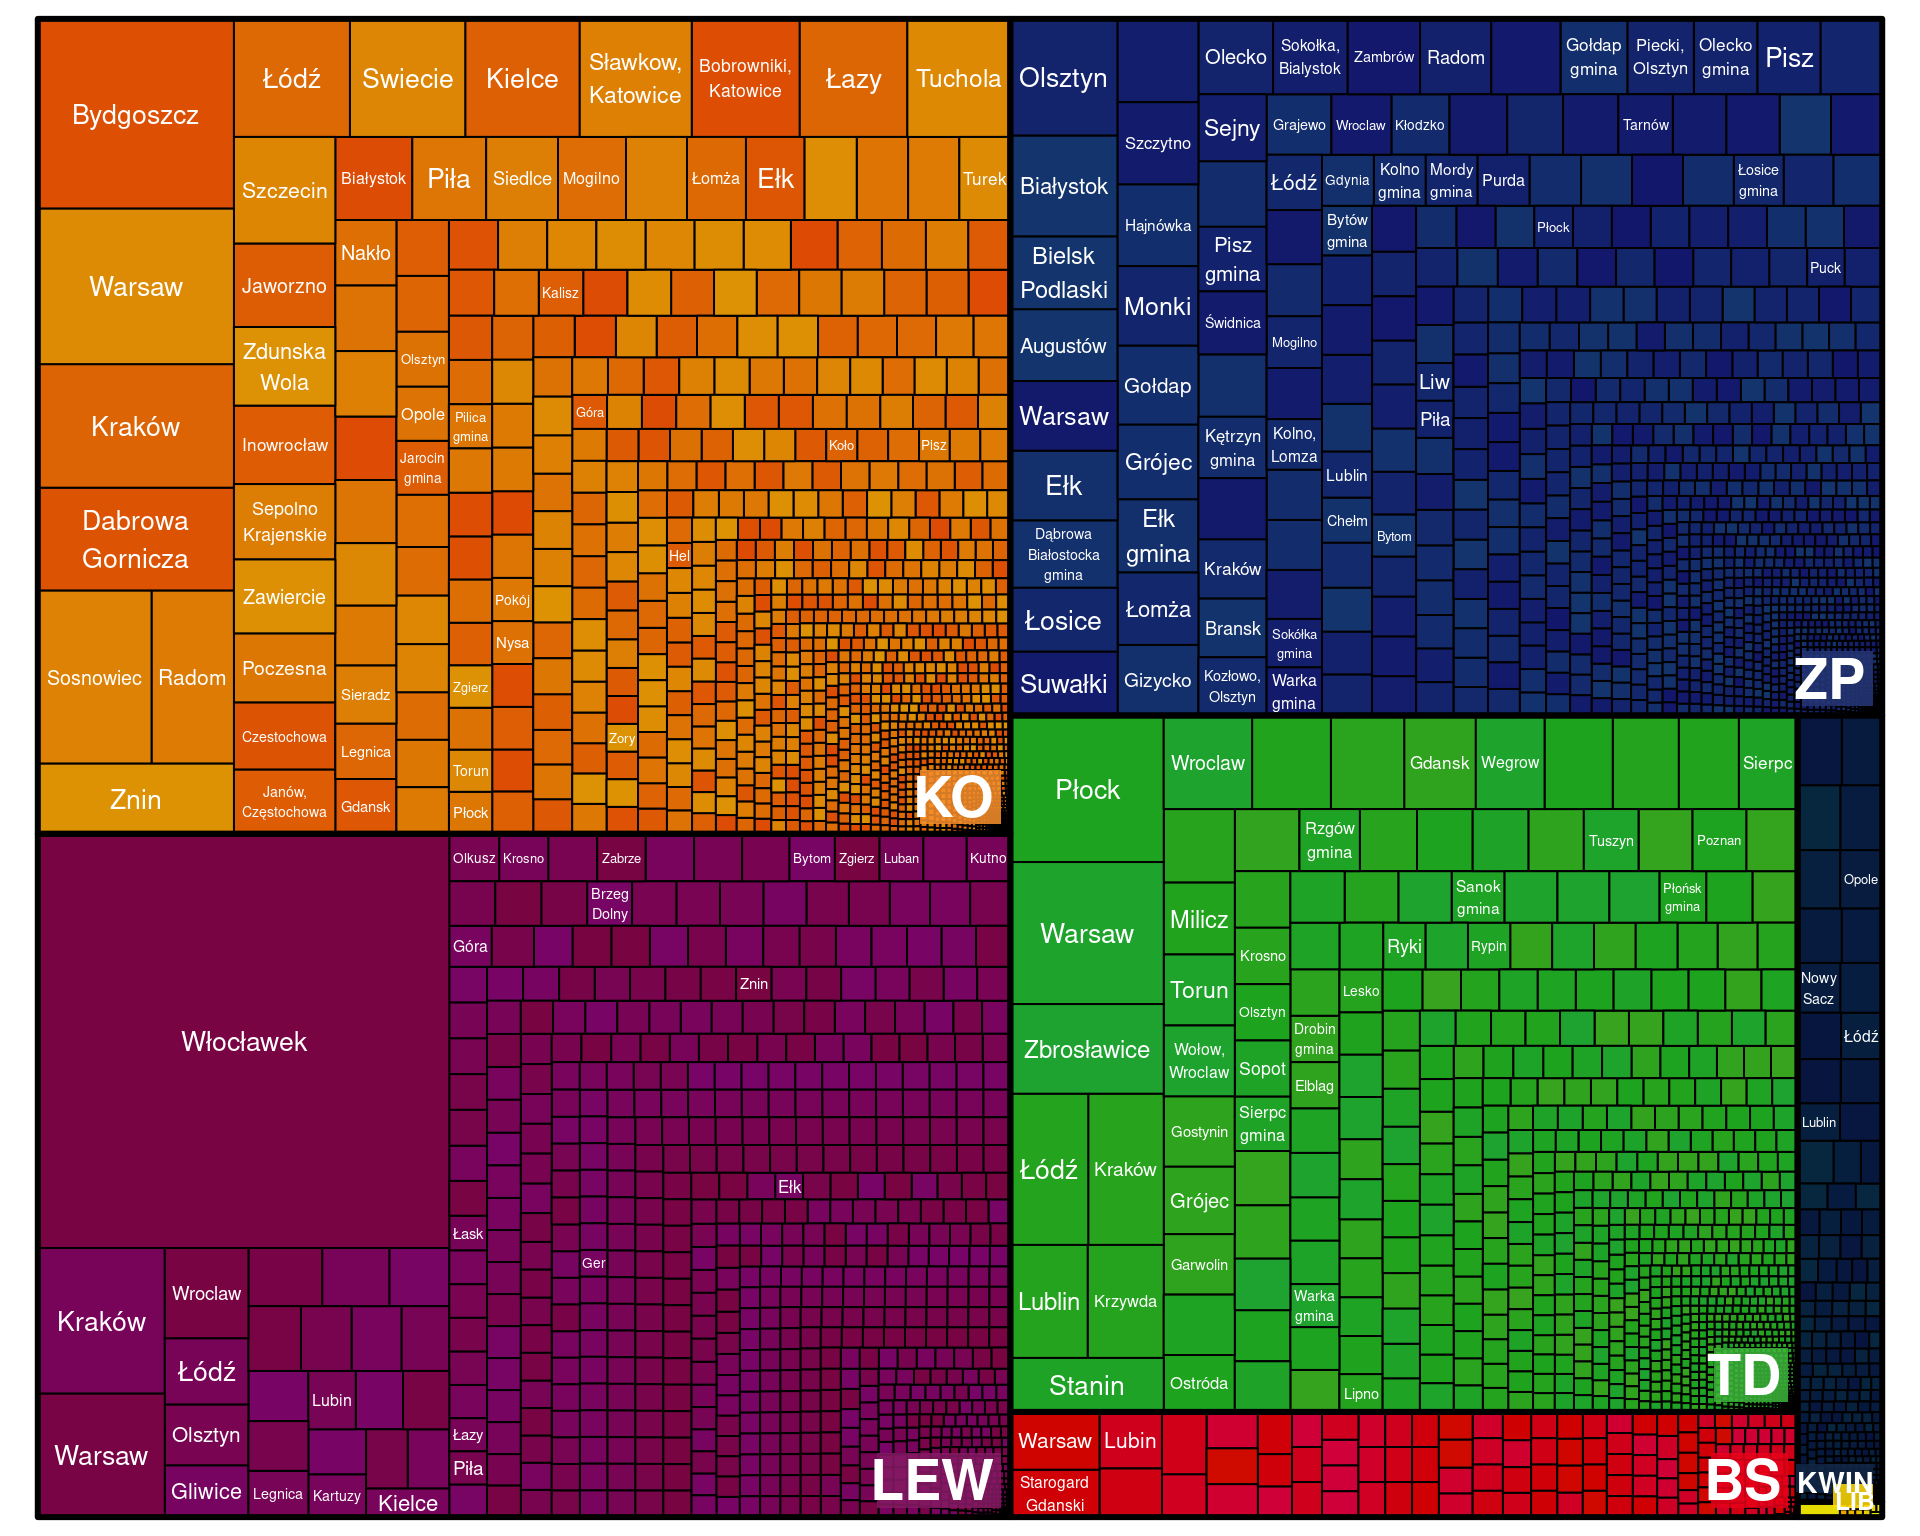 Bydgoszcz
Warsaw
Kraków
Dabrowa
Gornicza
Sosnowiec
Radom
Znin
Łódź
Swiecie
Kielce
Sławkow,
Katowice
Bobrowniki,
Katowice
Łazy
Tuchola
Szczecin
Jaworzno
Zdunska
Wola
Inowrocław
Sepolno
Krajenskie
Zawiercie
Poczesna
Czestochowa
Janów,
Częstochowa
Białystok
Piła
Siedlce
Mogilno
Łomża
Ełk
Turek
Nakło
Sieradz
Legnica
Gdansk
Olsztyn
Opole
Jarocin
gmina
Kalisz
Pilica
gmina
Góra
Koło
Pisz
Hel
Pokój
Nysa
Zgierz
Zory
Torun
Płock
KO
Olsztyn
Białystok
Bielsk
Podlaski
Augustów
Warsaw
Ełk
Dąbrowa
Białostocka
gmina
Łosice
Suwałki
Szczytno
Hajnówka
Monki
Gołdap
Grójec
Ełk
gmina
Łomża
Gizycko
Olecko
Sokołka,
Bialystok
Zambrów
Radom
Gołdap
gmina
Piecki,
Olsztyn
Olecko
gmina
Pisz
Sejny
Grajewo
Wroclaw
Kłodzko
Tarnów
Pisz
gmina
Świdnica
Kętrzyn
gmina
Kraków
Bransk
Kozłowo,
Olsztyn
Łódź
Gdynia
Kolno
gmina
Mordy
gmina
Purda
Łosice
gmina
Bytów
gmina
Płock
Puck
Mogilno
Kolno,
Lomza
Sokółka
gmina
Warka
gmina
Liw
Piła
Lublin
Chełm
Bytom
ZP
Włocławek
Kraków
Warsaw
Wroclaw
Łódź
Olsztyn
Gliwice
Lubin
Legnica
Kartuzy
Kielce
Olkusz
Krosno
Zabrze
Bytom
Zgierz
Luban
Kutno
Brzeg
Dolny
Góra
Znin
Ełk
Łask
Ger
Łazy
Piła
LEW
Płock
Warsaw
Zbrosławice
Łódź
Kraków
Lublin
Krzywda
Stanin
Wroclaw
Gdansk
Wegrow
Sierpc
Milicz
Torun
Wołow,
Wroclaw
Gostynin
Grójec
Garwolin
Ostróda
Rzgów
gmina
Tuszyn
Poznan
Sanok
gmina
Płońsk
gmina
Krosno
Olsztyn
Sopot
Sierpc
gmina
Ryki
Rypin
Lesko
Drobin
gmina
Elblag
Warka
gmina
Lipno
TD
Opole
Nowy
Sacz
Łódź
Lublin
KWIN
LIB
Warsaw
Lubin
Starogard
Gdanski
BS